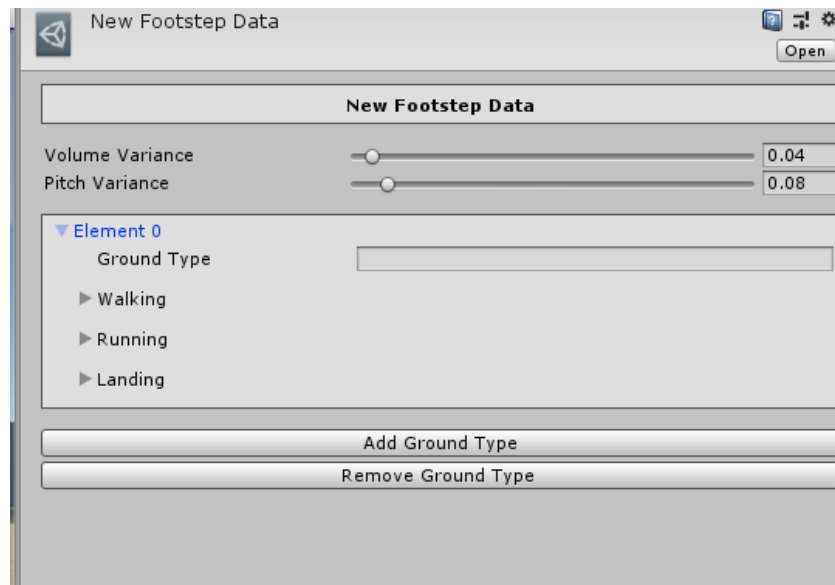 New Footstep Data
Open
New Footstep Data
Volume Variance 0.04
Pitch Variance 0.08
Element 0
Ground Type
Walking
Running
Landing
Add Ground Type
Remove Ground Type